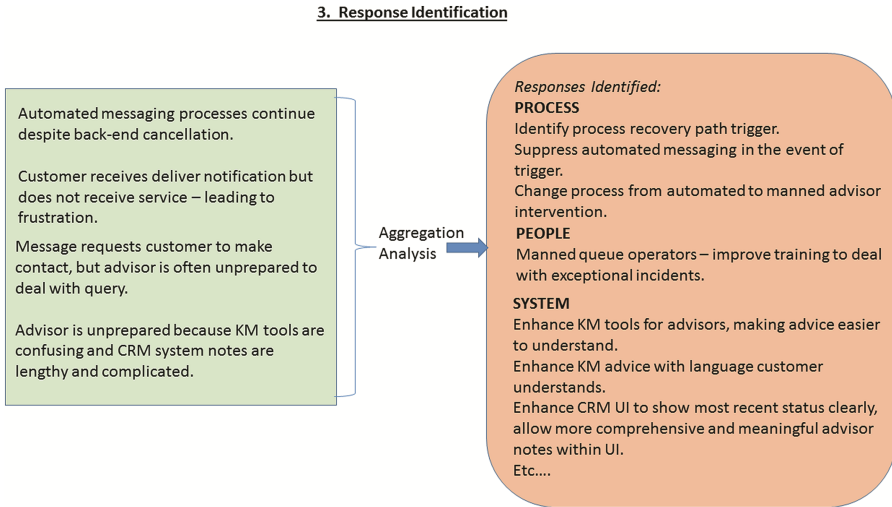 3. Response Identification
Automated messaging processes continue
despite back-end cancellation.
Customer receives deliver notification but
does not receive service – leading to
frustration.
Message requests customer to make
contact, but advisor is often unprepared to
deal with query.
Advisor is unprepared because KM tools are
confusing and CRM system notes are
lengthy and complicated.
Aggregation
Analysis
Responses Identified:
PROCESS
Identify process recovery path trigger.
Suppress automated messaging in the event of
trigger.
Change process from automated to manned advisor
intervention.
PEOPLE
Manned queue operators – improve training to deal
with exceptional incidents.
SYSTEM
Enhance KM tools for advisors, making advice easier
to understand.
Enhance KM advice with language customer
understands.
Enhance CRM UI to show most recent status clearly,
allow more comprehensive and meaningful advisor
notes within UI.
Etc....